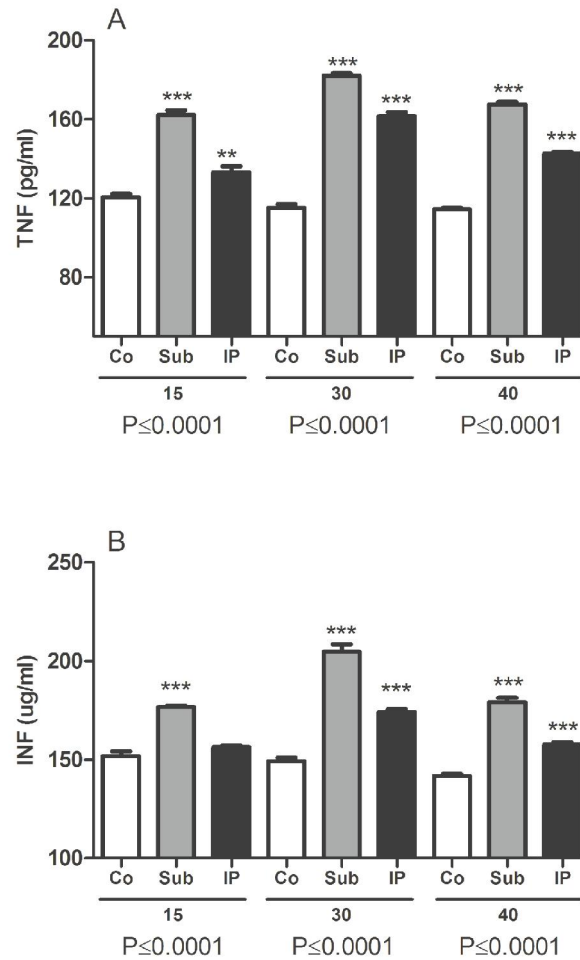 A
TNF (pg/ml)
200
160
120
80
***
**
***
***
***
***
Co Sub IP Co Sub IP Co Sub IP
15 30 40
P≤0.0001 P≤0.0001 P≤0.0001
B
INF (ug/ml)
250
200
150
100
***
***
***
***
***
Co Sub IP Co Sub IP Co Sub IP
15 30 40
P≤0.0001 P≤0.0001 P≤0.0001